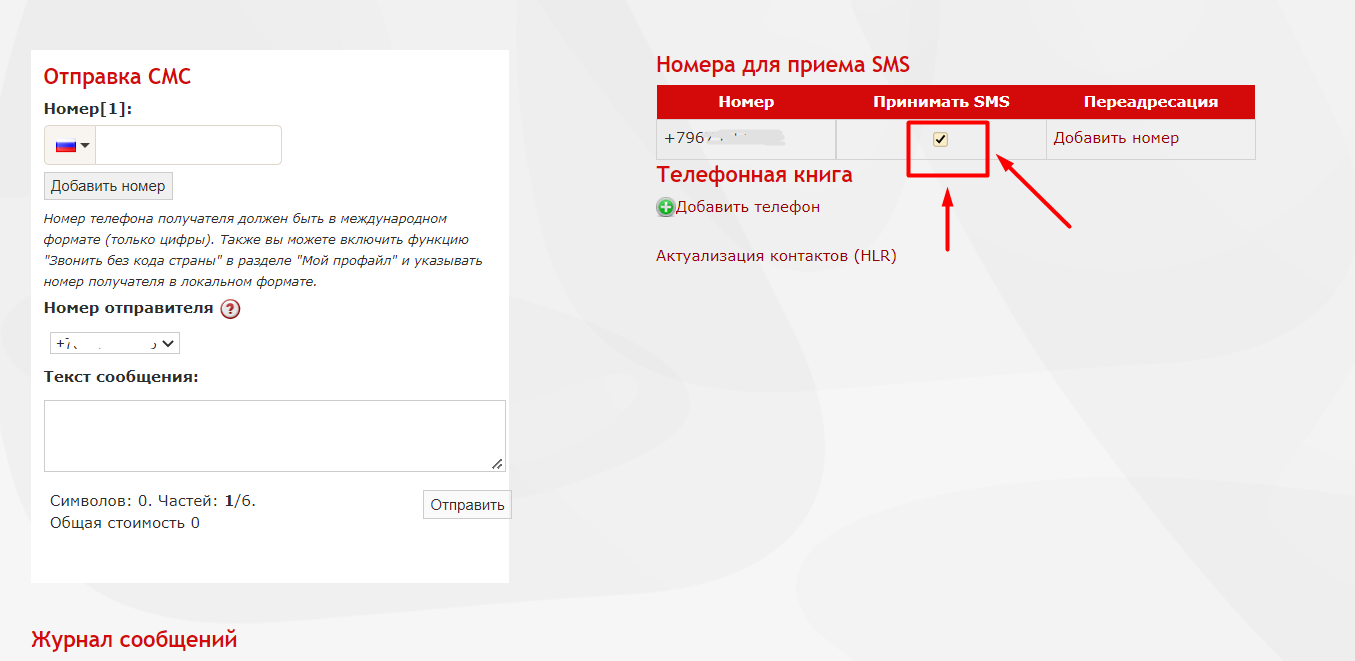 Отправка СМС
Номер[1]:
Добавить номер
Номер телефона получателя должен быть в международном
формате (только цифры). Также вы можете включить функцию
"Звонить без кода страны" в разделе "Мой профайл" и указывать
номер получателя в локальном формате.
Номер отправителя ?
+7
Текст сообщения:
Символов: 0. Частей: 1/6.
Общая стоимость 0
Отправить
Журнал сообщений
Номера для приема SMS
Номер Принимать SMS Переадресация
+796 Добавить номер
Телефонная книга
Добавить телефон
Актуализация контактов (HLR)